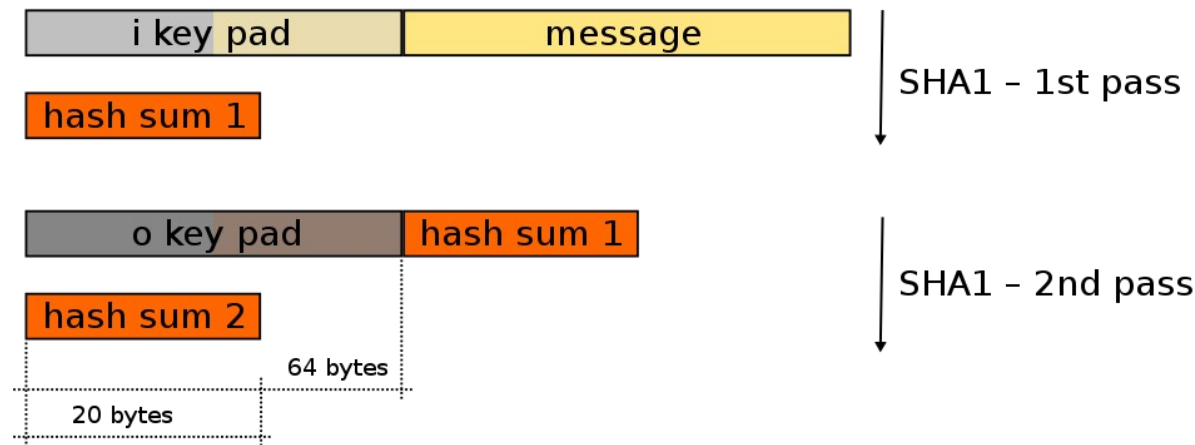 i key pad
message
SHA1 – 1st pass
hash sum 1
o key pad
hash sum 1
SHA1 – 2nd pass
hash sum 2
64 bytes
20 bytes